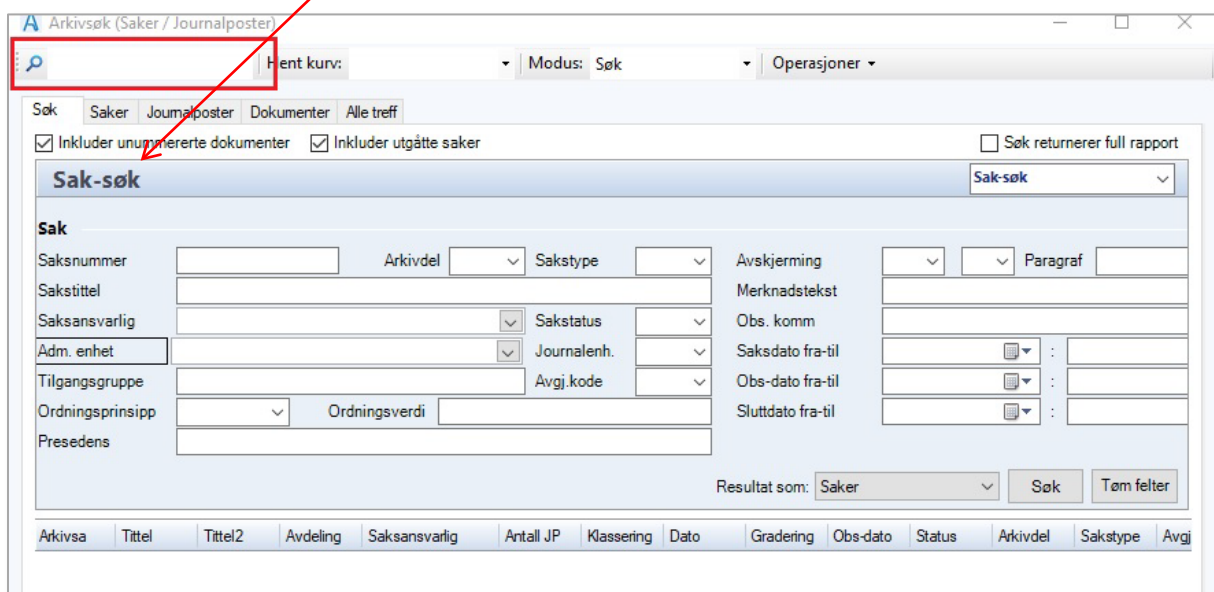 Arkivsøk (Saker / Journalposter)
Hent kurv: Modus: Søk Operasjoner
Søk Saker Journalposter Dokumenter Alle treff
Inkluder unummererte dokumenter Inkluder utgåtte saker Søk returnerer full rapport
Sak-søk Sak-søk
Sak
Saksnummer Arkivdel Sakstype Avskjerming Paragraf
Sakstittel Merknadstekst
Saksansvarlig Sakstatus Obs. komm
Adm. enhet Journalenh. Saksdato fra-til :
Tilgangsgruppe Avgj.kode Obs-dato fra-til :
Ordningsprinsipp Ordningsverdi Sluttdato fra-til :
Presedens
Resultat som: Saker Søk Tøm felter
Arkivsa Tittel Tittel2 Avdeling Saksansvarlig Antall JP Klassering Dato Gradering Obs-dato Status Arkivdel Sakstype Avgj